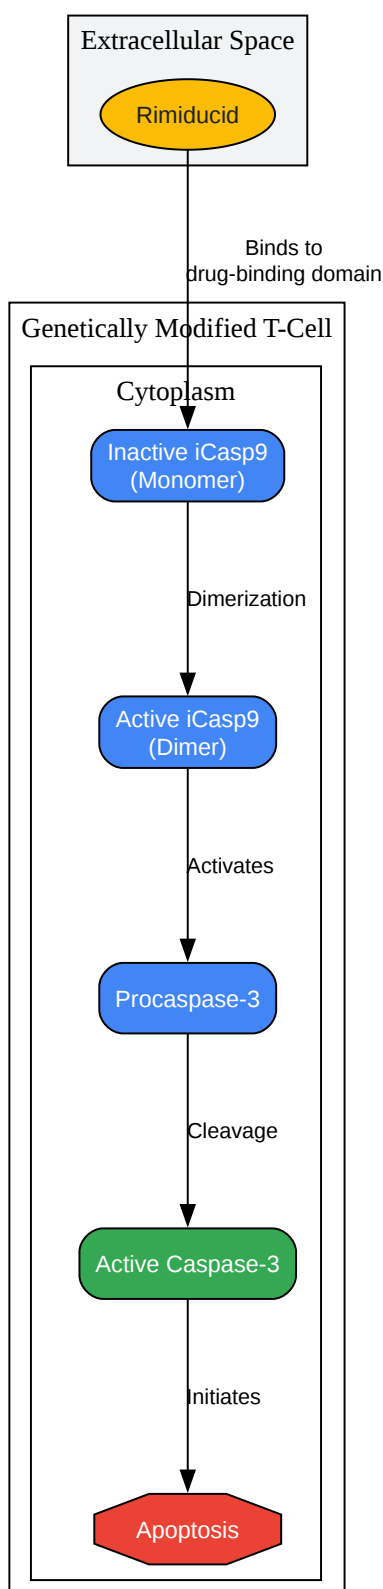 Extracellular Space
Rimiducid
Binds to
drug-binding domain
Genetically Modified T-Cell
Cytoplasm
Inactive iCasp9
(Monomer)
Dimerization
Active iCasp9
(Dimer)
Activates
Procaspase-3
Cleavage
Active Caspase-3
Initiates
Apoptosis